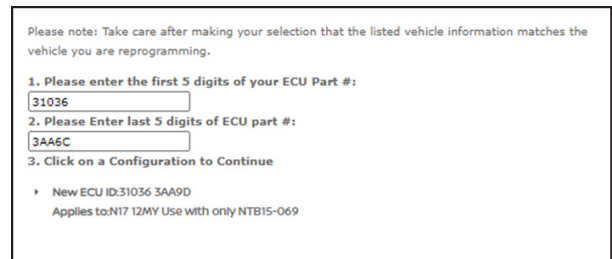 Please note: Take care after making your selection that the listed vehicle information matches the
vehicle you are reprogramming.
1. Please enter the first 5 digits of your ECU Part #:
31036
2. Please Enter last 5 digits of ECU part #:
3AA6C
3. Click on a Configuration to Continue
New ECU ID:31036 3AA9D
Applies to:N17 12MY Use with only NTB15-069